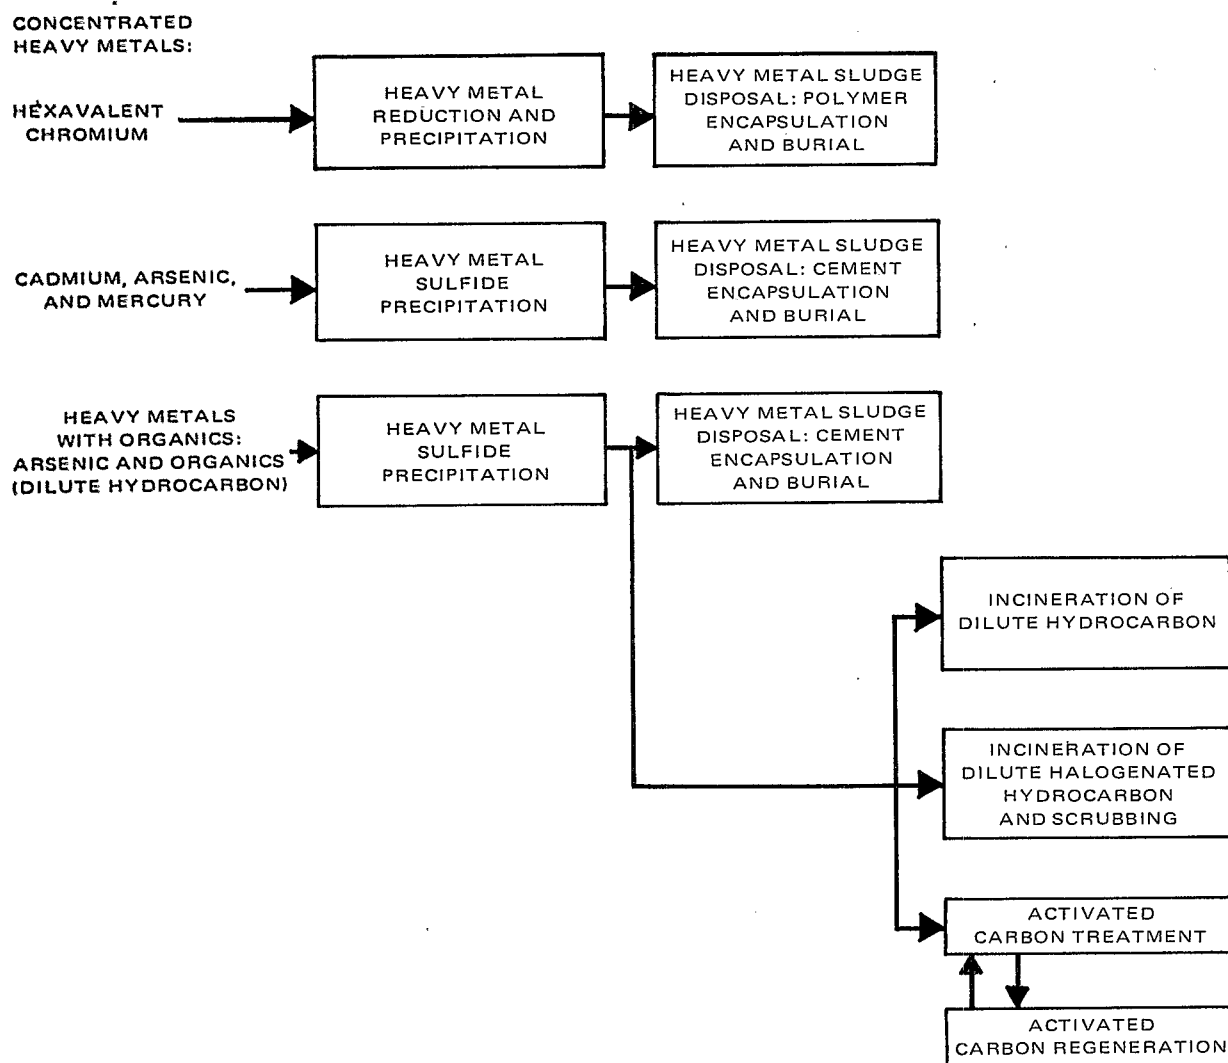 CONCENTRATED
HEAVY METALS:
HEXAVALENT
CHROMIUM
HEAVY METAL
REDUCTION AND
PRECIPITATION
HEAVY METAL SLUDGE
DISPOSAL: POLYMER
ENCAPSULATION
AND BURIAL
CADMIUM, ARSENIC,
AND MERCURY
HEAVY METAL
SULFIDE
PRECIPITATION
HEAVY METAL SLUDGE
DISPOSAL: CEMENT
ENCAPSULATION
AND BURIAL
HEAVY METALS
WITH ORGANICS:
ARSENIC AND ORGANICS
(DILUTE HYDROCARBON)
HEAVY METAL
SULFIDE
PRECIPITATION
HEAVY METAL SLUDGE
DISPOSAL: CEMENT
ENCAPSULATION
AND BURIAL
INCINERATION OF
DILUTE HYDROCARBON
INCINERATION OF
DILUTE HALOGENATED
HYDROCARBON
AND SCRUBBING
ACTIVATED
CARBON TREATMENT
ACTIVATED
CARBON REGENERATION